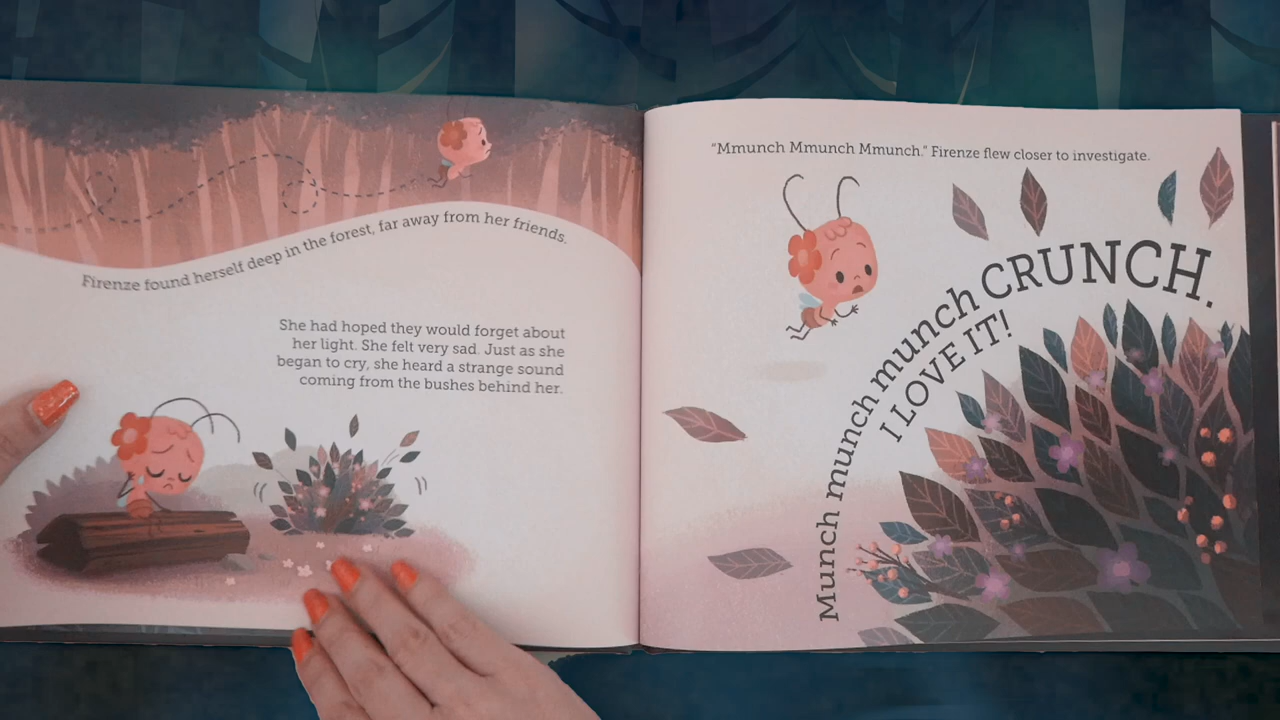 Firenze found herself deep in the forest, far away from her friends.
She had hoped they would forget about
her light. She felt very sad. Just as she
began to cry, she heard a strange sound
coming from the bushes behind her.
"Mmunch Mmunch Mmunch." Firenze flew closer to investigate.
Munch munch munch CRUNCH.
I LOVE IT!